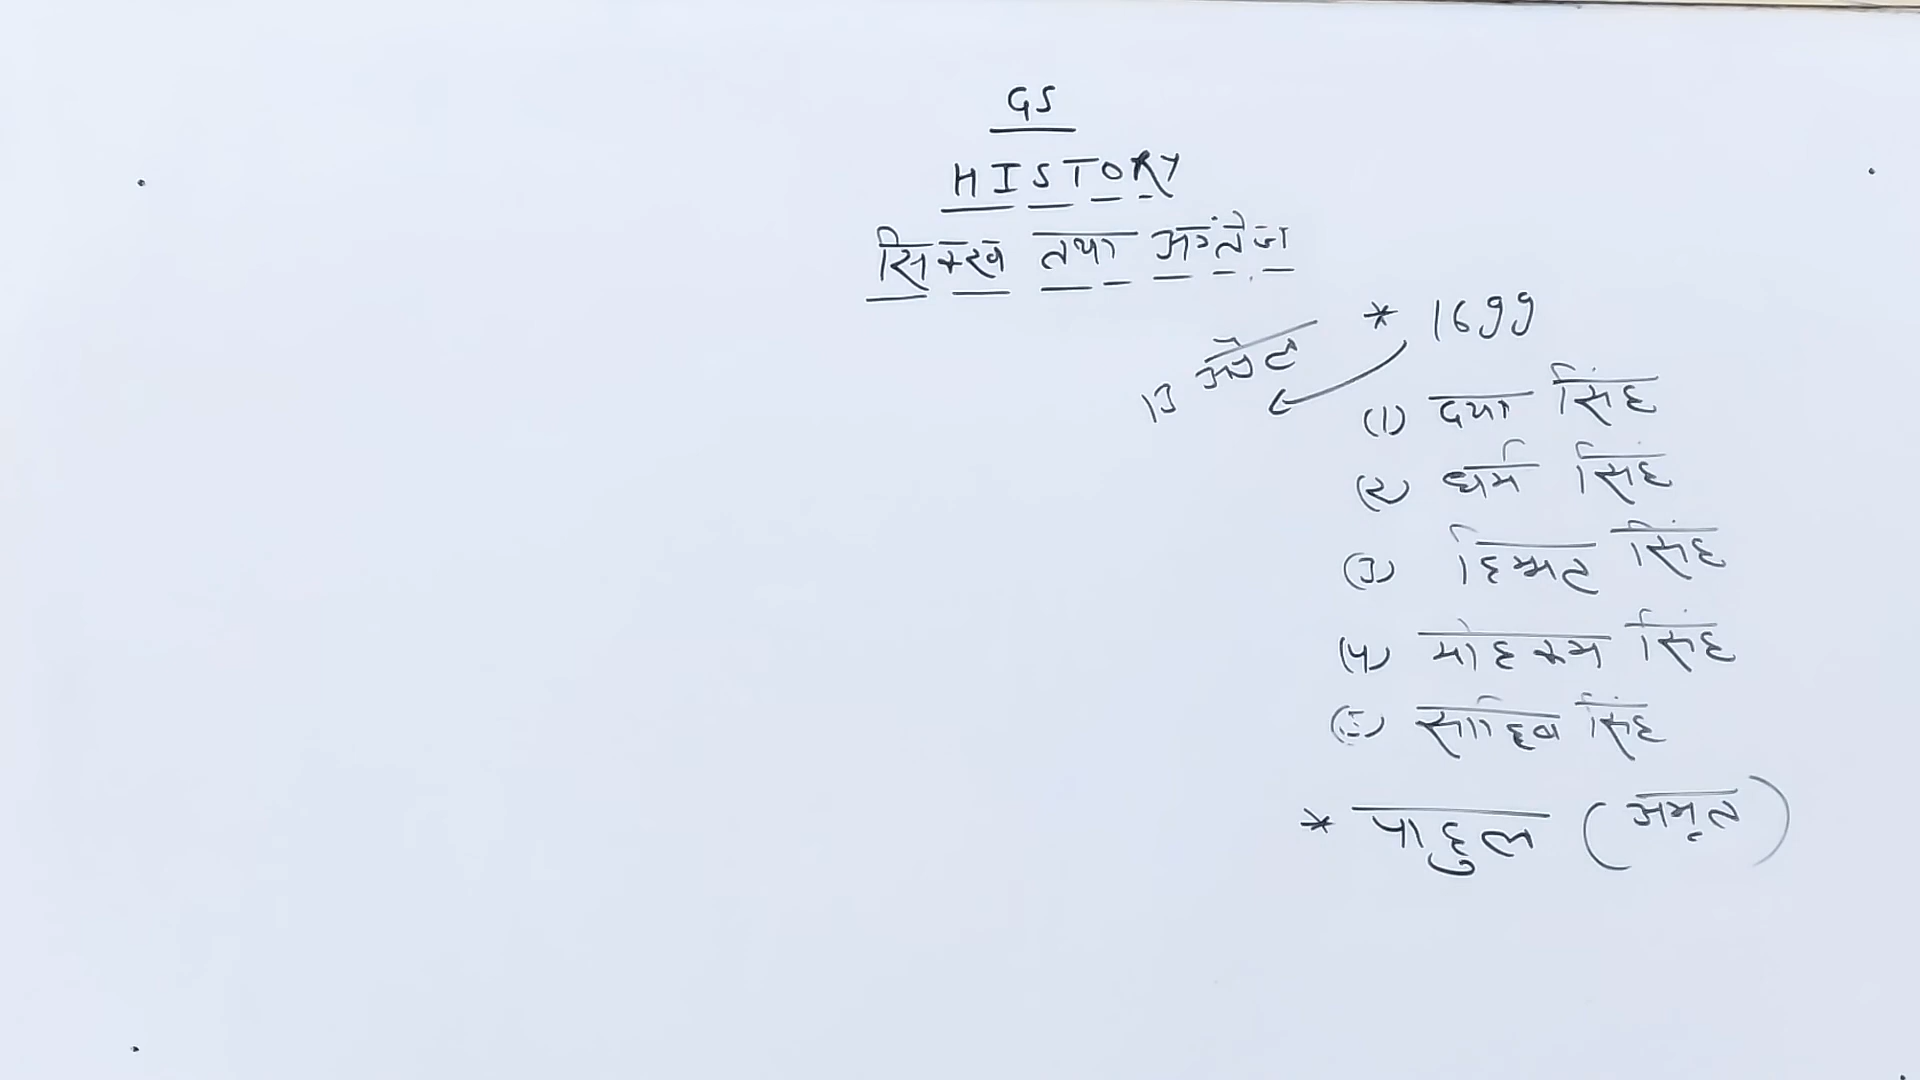 GS
HISTORY
सिक्ख तथा अंग्रेज
* 1699
13 अप्रैल
(1) दया सिंह
(2) धर्म सिंह
(3) हिम्मत सिंह
(4) मोहकम सिंह
(5) साहिब सिंह
* पाहुल (अमृत)